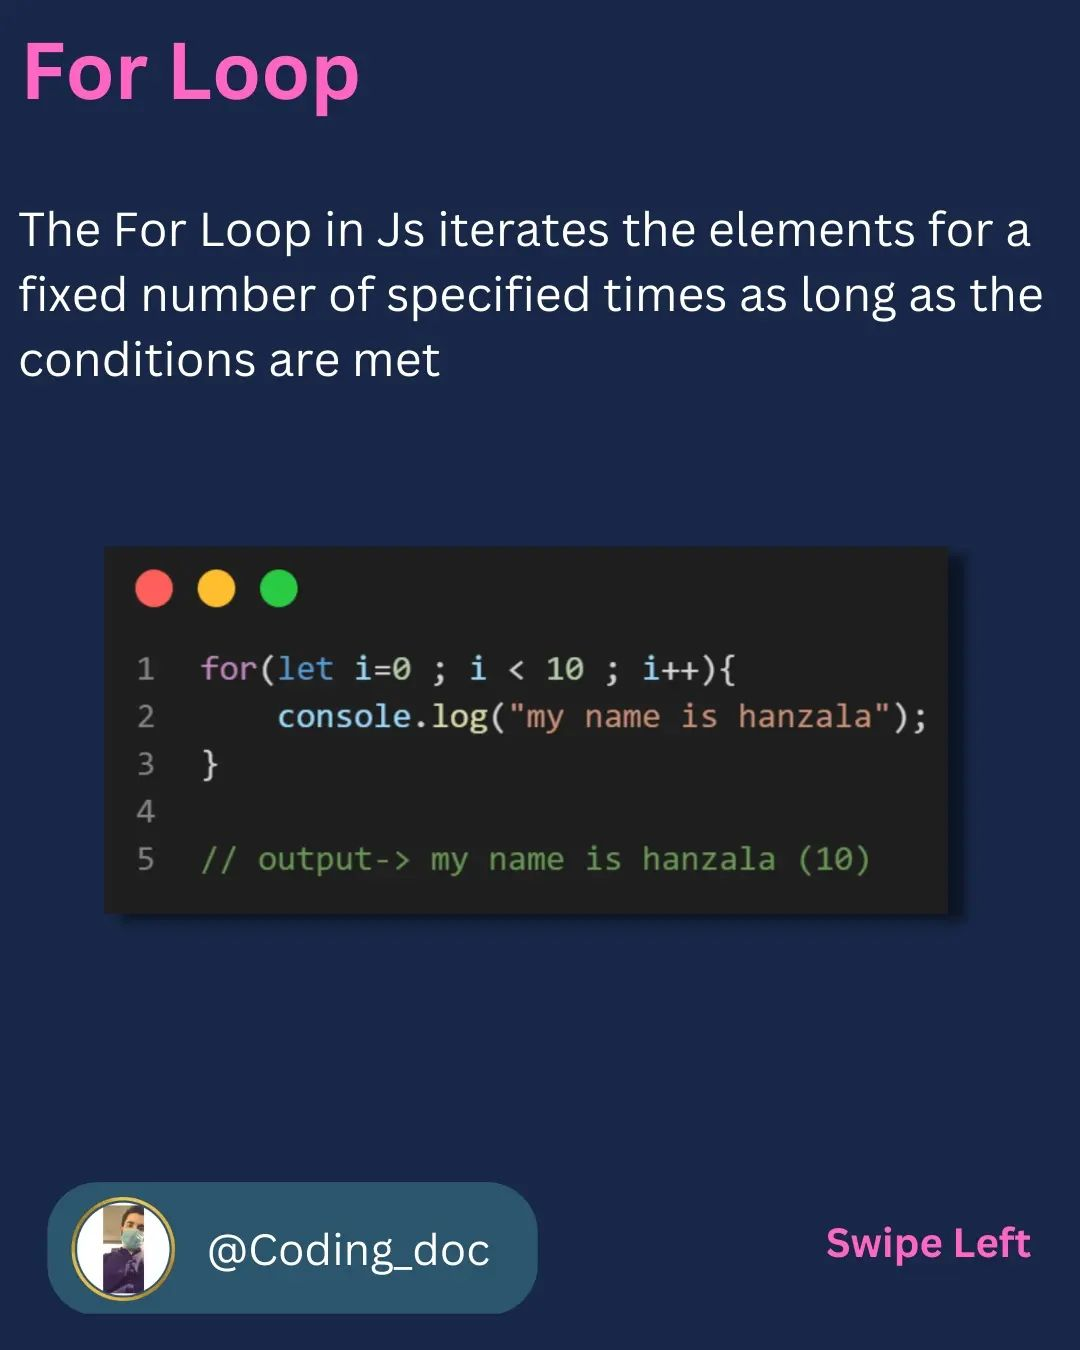 For Loop
The For Loop in Js iterates the elements for a
fixed number of specified times as long as the
conditions are met
1 for(let i=0 ; i < 10 ; i++){
2 console.log("my name is hanzala");
3 }
4
5 // output-> my name is hanzala (10)
@Coding_doc
Swipe Left